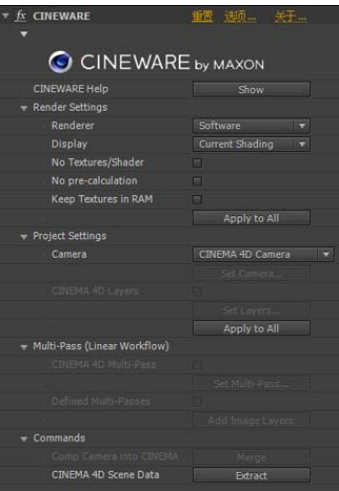 fx CINEWARE 重置 选项... 关于...
CINEWARE by MAXON
CINEWARE Help Show
Render Settings
Renderer Software
Display Current Shading
No Textures/Shader
No pre-calculation
Keep Textures in RAM
Apply to All
Project Settings
Camera CINEMA 4D Camera
Set Camera...
CINEMA 4D Layers
Set Layers...
Apply to All
Multi-Pass (Linear Workflow)
CINEMA 4D Multi-Pass
Set Multi-Pass...
Defined Multi-Passes
Add Image Layers
Commands
Comp Camera into CINEMA Merge
CINEMA 4D Scene Data Extract